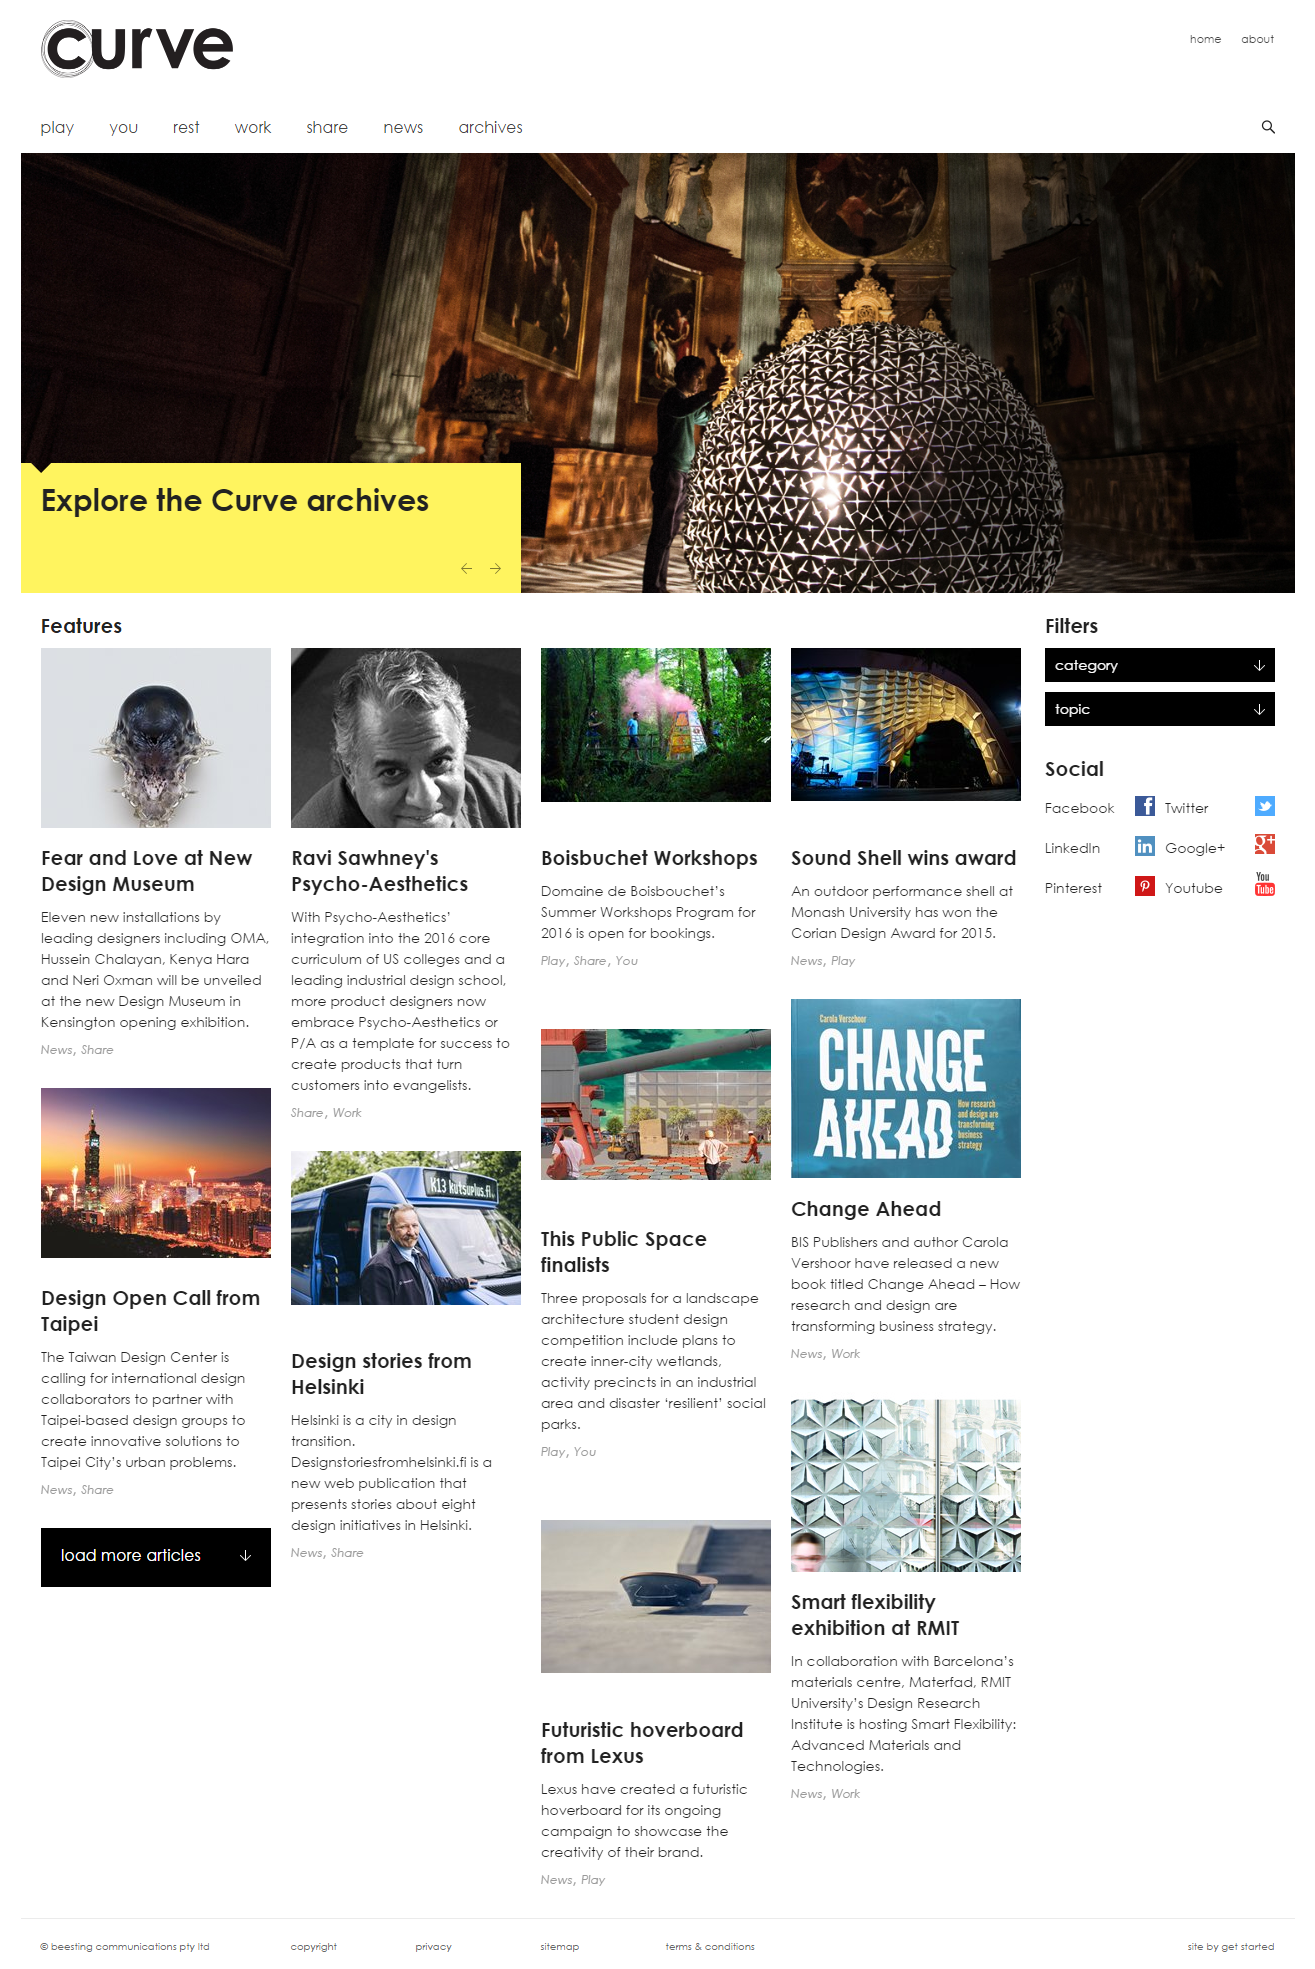 curve
home about
play you rest work share news archives
Explore the Curve archives
Features
Fear and Love at New
Design Museum
Eleven new installations by
leading designers including OMA,
Hussein Chalayan, Kenya Hara
and Neri Oxman will be unveiled
at the new Design Museum in
Kensington opening exhibition.
News, Share
Design Open Call from
Taipei
The Taiwan Design Center is
calling for international design
collaborators to partner with
Taipei-based design groups to
create innovative solutions to
Taipei City’s urban problems.
News, Share
load more articles
Ravi Sawhney's
Psycho-Aesthetics
With Psycho-Aesthetics’
integration into the 2016 core
curriculum of US colleges and a
leading industrial design school,
more product designers now
embrace Psycho-Aesthetics or
P/A as a template for success to
create products that turn
customers into evangelists.
Share, Work
K13 kutsuplus.fi
Design stories from
Helsinki
Helsinki is a city in design
transition.
Designstoriesfromhelsinki.fi is a
new web publication that
presents stories about eight
design initiatives in Helsinki.
News, Share
Boisbuchet Workshops
Domaine de Boisbouchet’s
Summer Workshops Program for
2016 is open for bookings.
Play, Share, You
This Public Space
finalists
Three proposals for a landscape
architecture student design
competition include plans to
create inner-city wetlands,
activity precincts in an industrial
area and disaster ‘resilient’ social
parks.
Play, You
Futuristic hoverboard
from Lexus
Lexus have created a futuristic
hoverboard for its ongoing
campaign to showcase the
creativity of their brand.
News, Play
Sound Shell wins award
An outdoor performance shell at
Monash University has won the
Corian Design Award for 2015.
News, Play
Carola Verschoor
CHANGE
AHEAD
How research
and design are
transforming
business
strategy
Change Ahead
BIS Publishers and author Carola
Vershoor have released a new
book titled Change Ahead – How
research and design are
transforming business strategy.
News, Work
Smart flexibility
exhibition at RMIT
In collaboration with Barcelona’s
materials centre, Materfad, RMIT
University’s Design Research
Institute is hosting Smart Flexibility:
Advanced Materials and
Technologies.
News, Work
Filters
category
topic
Social
Facebook f Twitter
LinkedIn in Google+ g+
Pinterest Youtube You Tube
© beesting communications pty ltd copyright privacy sitemap terms & conditions site by get started